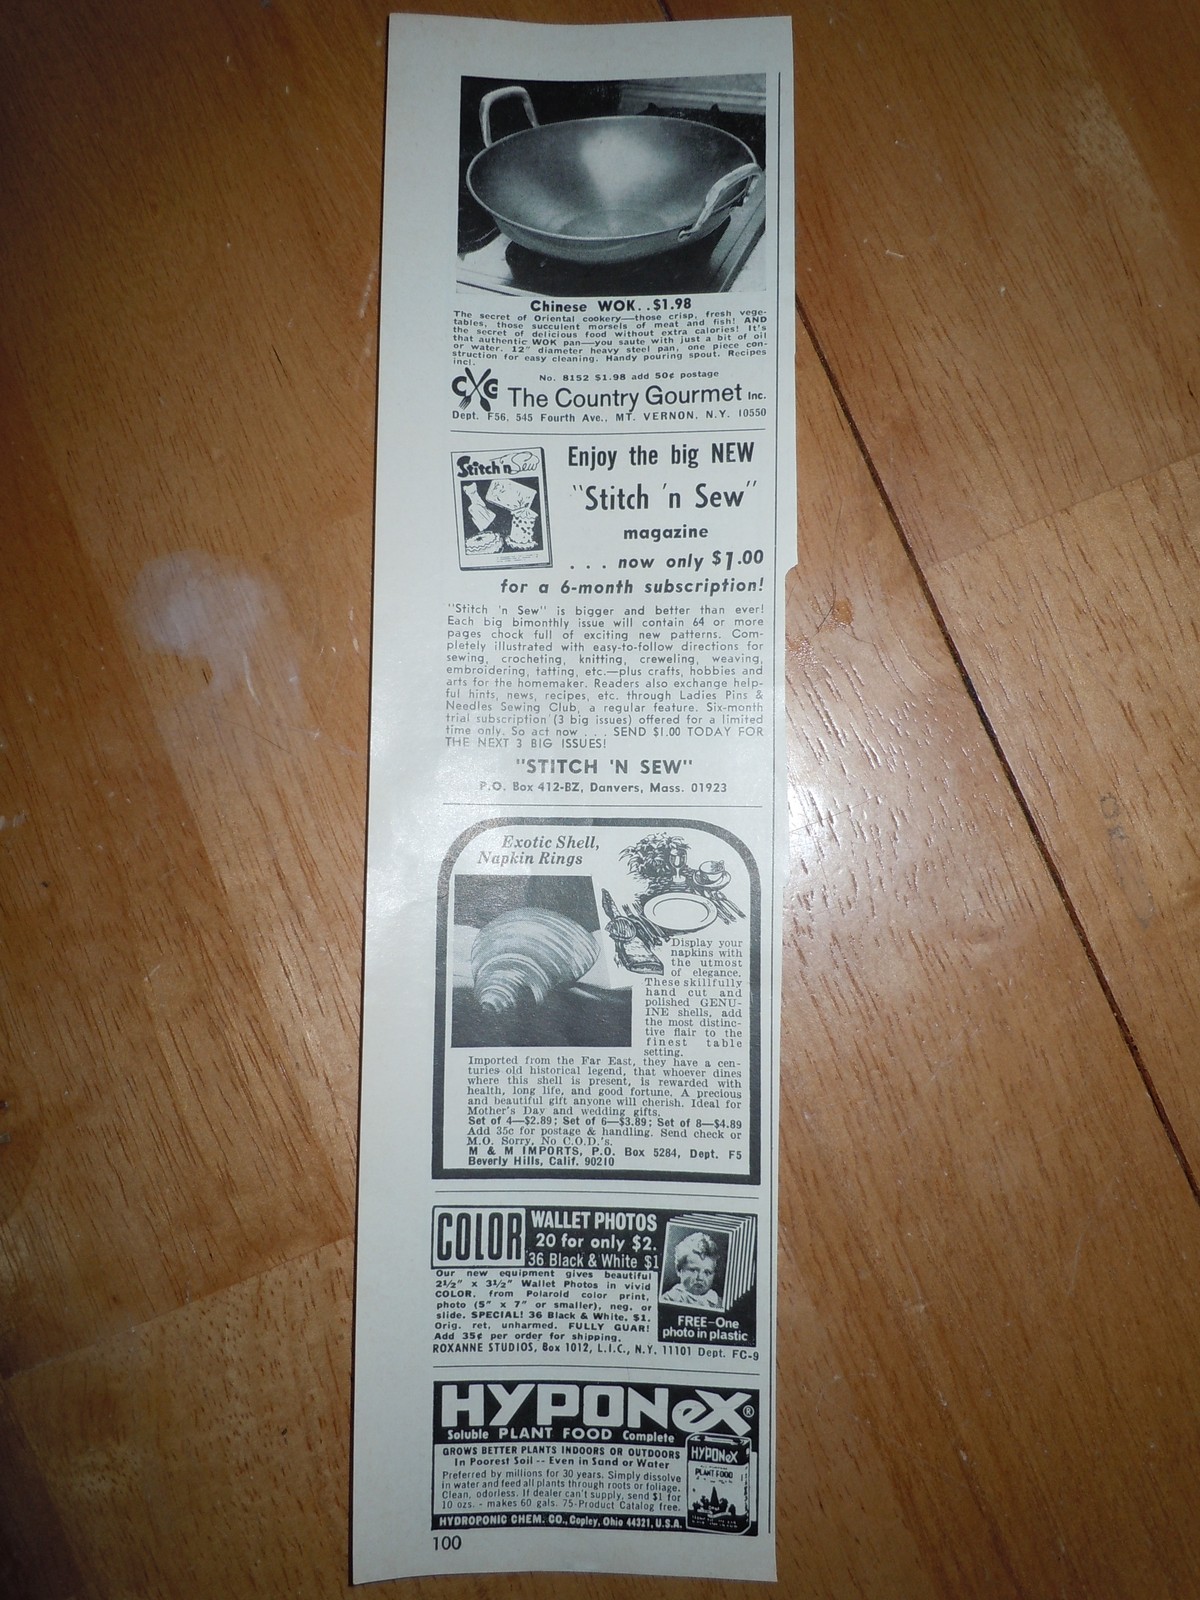 Chinese WOK..$1.98
The secret of Oriental cookery—those crisp, fresh vege-
tables, those succulent morsels of meat and fish! AND
the secret of delicious food without extra calories! It's
that authentic WOK pan—you saute with just a bit of oil
or water. 12" diameter heavy steel pan, one piece con-
struction for easy cleaning. Handy pouring spout. Recipes
incl.
No. 8152 $1.98 add 50¢ postage
CG The Country Gourmet Inc.
Dept. F56, 545 Fourth Ave., MT. VERNON, N.Y. 10550
Stitch 'n Sew
Enjoy the big NEW
"Stitch 'n Sew"
magazine
. . . now only $1.00
for a 6-month subscription!
"Stitch 'n Sew" is bigger and better than ever!
Each big bimonthly issue will contain 64 or more
pages chock full of exciting new patterns. Com-
pletely illustrated with easy-to-follow directions for
sewing, crocheting, knitting, creweling, weaving,
embroidering, tatting, etc.—plus crafts, hobbies and
arts for the homemaker. Readers also exchange help-
ful hints, news, recipes, etc. through Ladies Pins &
Needles Sewing Club, a regular feature. Six-month
trial subscription (3 big issues) offered for a limited
time only. So act now . . . SEND $1.00 TODAY FOR
THE NEXT 3 BIG ISSUES!
"STITCH 'N SEW"
P.O. Box 412-BZ, Danvers, Mass. 01923
Exotic Shell,
Napkin Rings
Display your
napkins with
the utmost
of elegance.
These skillfully
hand cut and
polished GENU-
INE shells, add
the most distinc-
tive flair to the
finest table
setting.
Imported from the Far East, they have a cen-
turies old historical legend, that whoever dines
where this shell is present, is rewarded with
health, long life, and good fortune. A precious
and beautiful gift anyone will cherish. Ideal for
Mother's Day and wedding gifts.
Set of 4—$2.89; Set of 6—$3.89; Set of 8—$4.89
Add 35c for postage & handling. Send check or
M.O. Sorry, No C.O.D.'s.
M & M IMPORTS, P.O. Box 5284, Dept. F5
Beverly Hills, Calif. 90210
COLOR WALLET PHOTOS
20 for only $2.
36 Black & White $1
Our new equipment gives beautiful
2½" x 3½" Wallet Photos in vivid
COLOR, from Polaroid color print,
photo (5" x 7" or smaller), neg. or
slide. SPECIAL! 36 Black & White, $1.
Orig. ret. unharmed. FULLY GUAR!
Add 35¢ per order for shipping.
FREE-One
photo in plastic
ROXANNE STUDIOS, Box 1012, L.I.C., N.Y. 11101 Dept. FC-9
HYPONeX®
Soluble PLANT FOOD Complete
GROWS BETTER PLANTS INDOORS OR OUTDOORS
In Poorest Soil -- Even in Sand or Water
Preferred by millions for 30 years. Simply dissolve
in water and feed all plants through roots or foliage.
Clean, odorless. If dealer can't supply, send $1 for
10 ozs. - makes 60 gals. 75-Product Catalog free.
HYDROPONIC CHEM. CO., Copley, Ohio 44321, U.S.A.
HYPONeX
PLANT FOOD
100